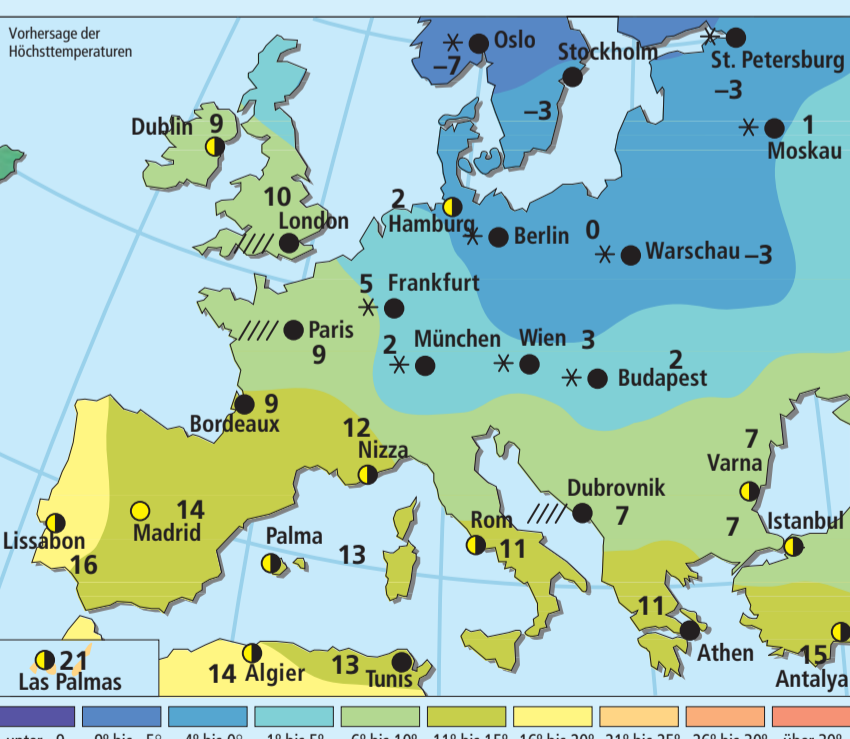 Vorhersage der
Höchsttemperaturen
Oslo
–7
Stockholm
–3
St. Petersburg
–3
1
Moskau
Dublin 9
10
London
2
Hamburg
Berlin 0
Warschau –3
5 Frankfurt
Paris
9
2 München
Wien 3
2
Budapest
9
Bordeaux
12
Nizza
7
Varna
Dubrovnik
7
7
Istanbul
14
Madrid
Lissabon
16
Palma
13
Rom
11
11
Athen
15
Antalya
21
Las Palmas
14 Algier
13
Tunis